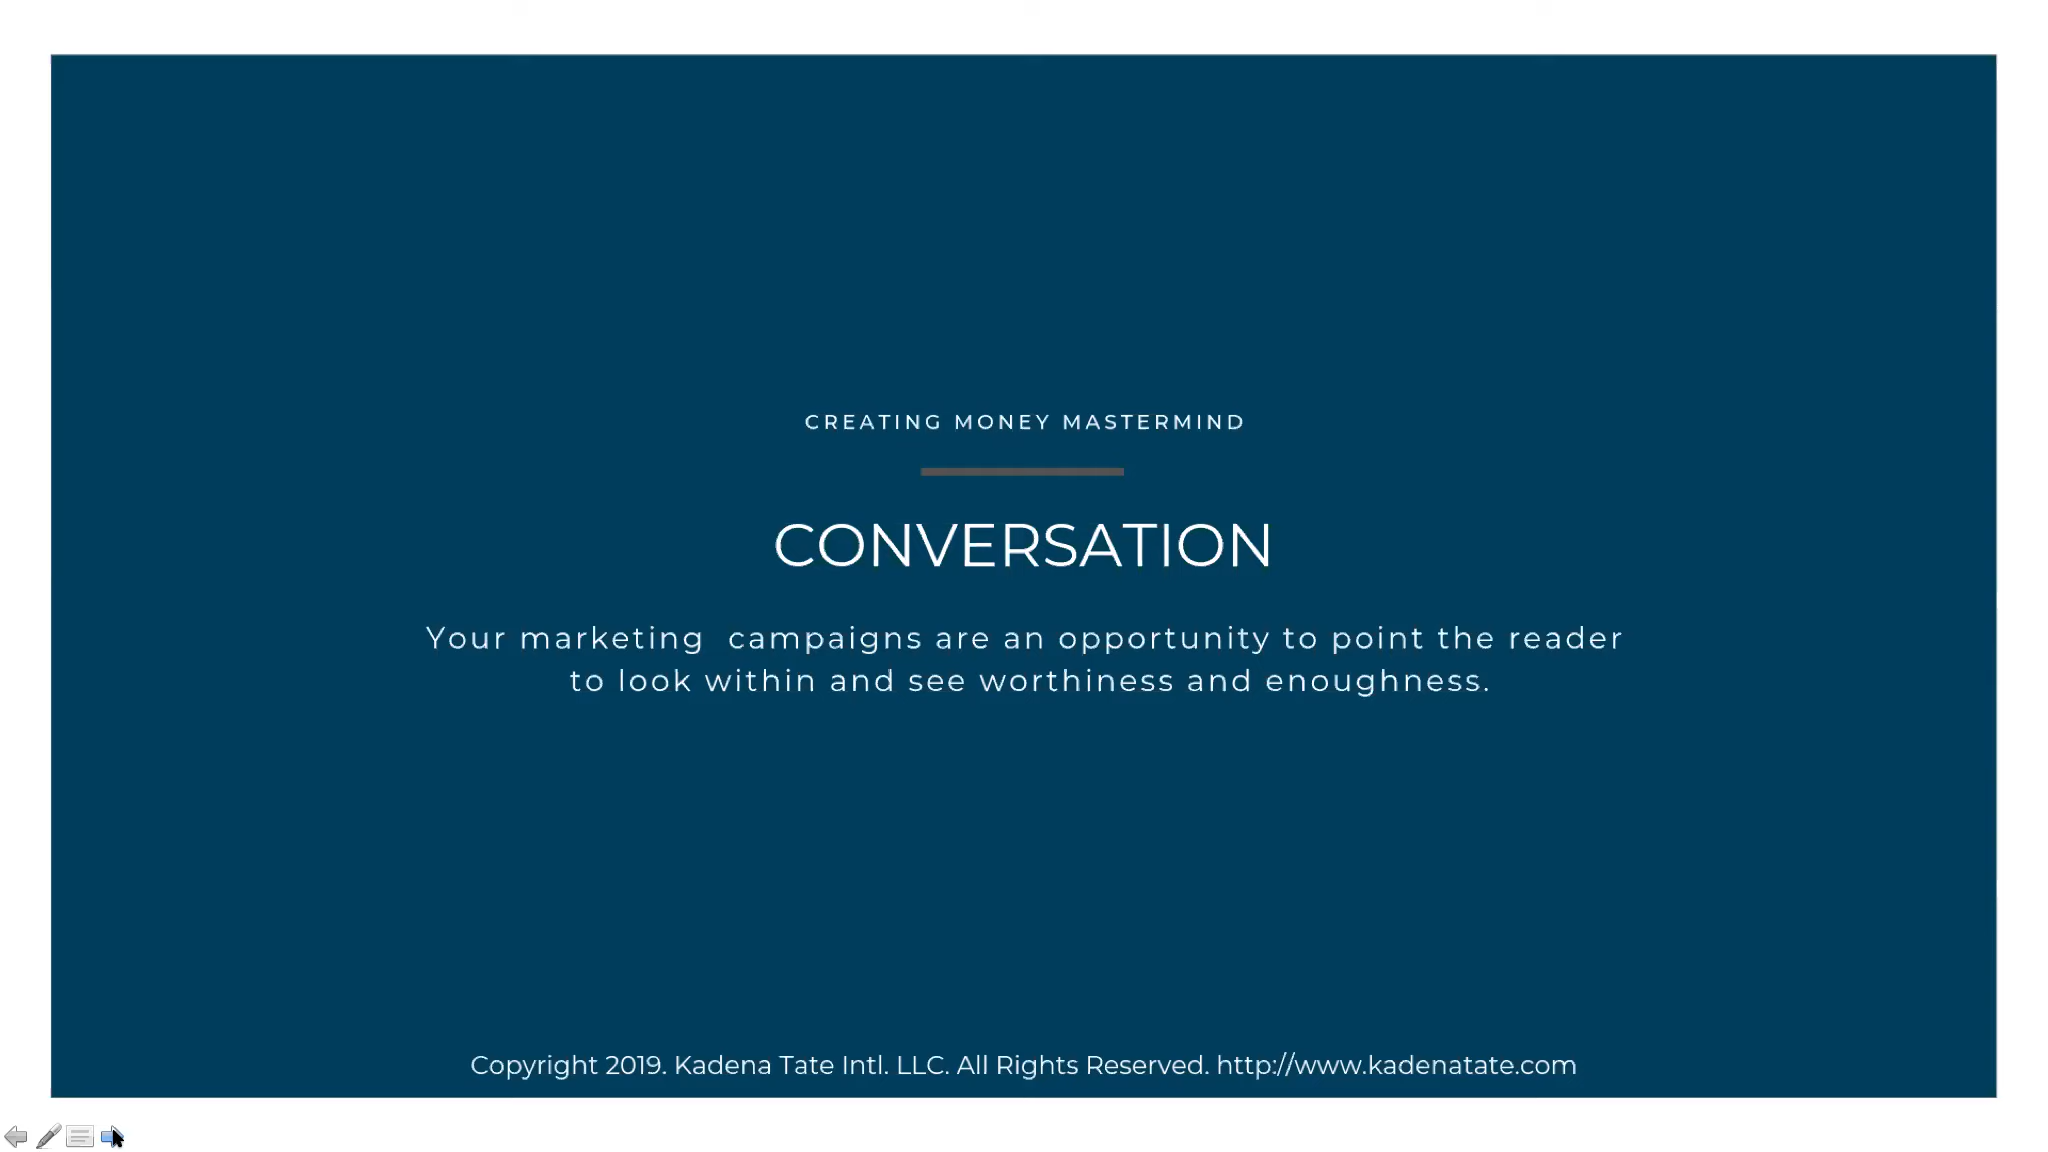 CREATING MONEY MASTERMIND
CONVERSATION
Your marketing  campaigns are an opportunity to point the reader
to look within and see worthiness and enoughness.
Copyright 2019. Kadena Tate Intl. LLC. All Rights Reserved. http://www.kadenatate.com